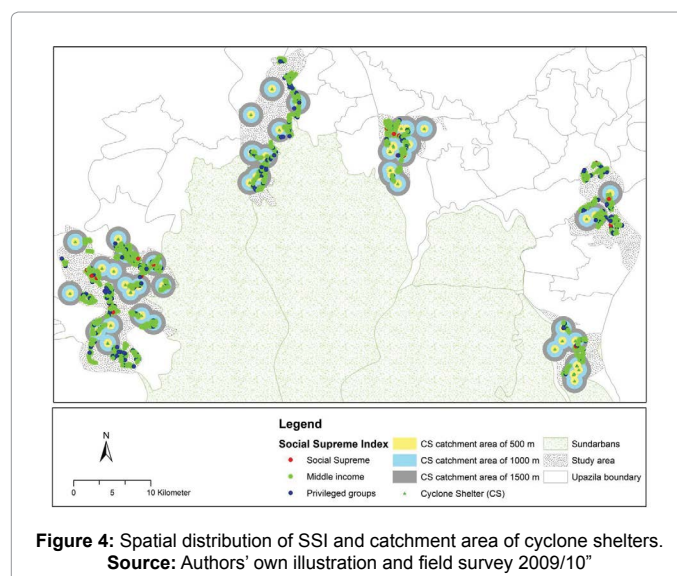 Legend
N
Social Supreme Index
CS catchment area of 500 m
Sundarbans
Social Supreme
CS catchment area of 1000 m
Study area
Middle income
CS catchment area of 1500 m
Upazila boundary
0 5 10 Kilometer
Privileged groups
Cyclone Shelter (CS)
Figure 4: Spatial distribution of SSI and catchment area of cyclone shelters.
Source: Authors’ own illustration and field survey 2009/10”